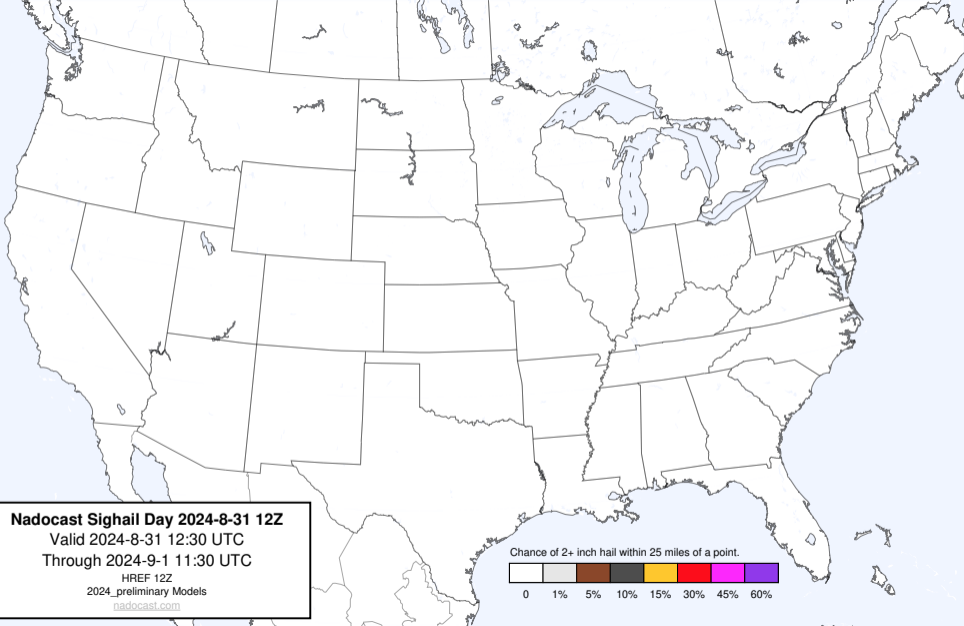 Nadocast Sighail Day 2024-8-31 12Z
Valid 2024-8-31 12:30 UTC
Through 2024-9-1 11:30 UTC
HREF 12Z
2024_preliminary Models
nadocast.com
Chance of 2+ inch hail within 25 miles of a point.
0 1% 5% 10% 15% 30% 45% 60%